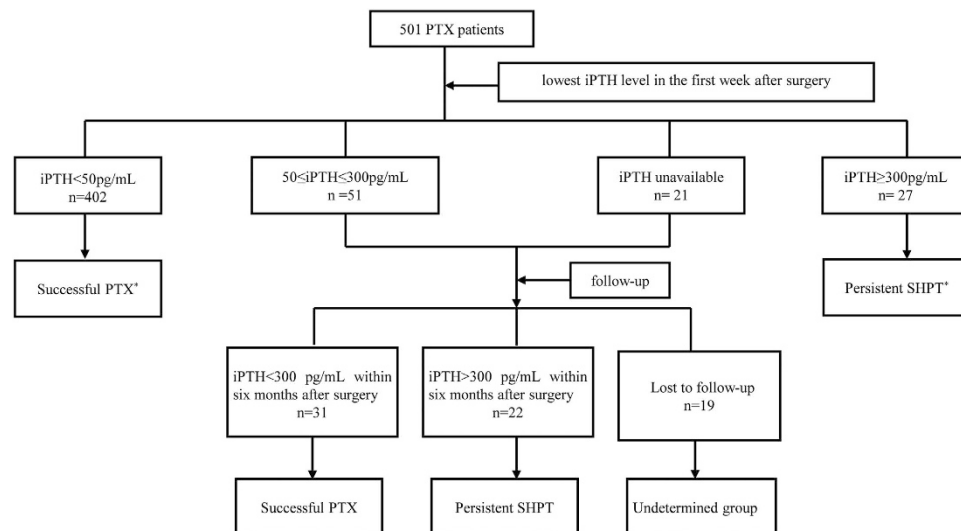 501 PTX patients
lowest iPTH level in the first week after surgery
iPTH<50pg/mL
n=402
50≤iPTH≤300pg/mL
n =51
iPTH unavailable
n= 21
iPTH≥300pg/mL
n= 27
Successful PTX*
follow-up
Persistent SHPT*
iPTH<300 pg/mL within
six months after surgery
n=31
iPTH>300 pg/mL within
six months after surgery
n=22
Lost to follow-up
n=19
Successful PTX
Persistent SHPT
Undetermined group